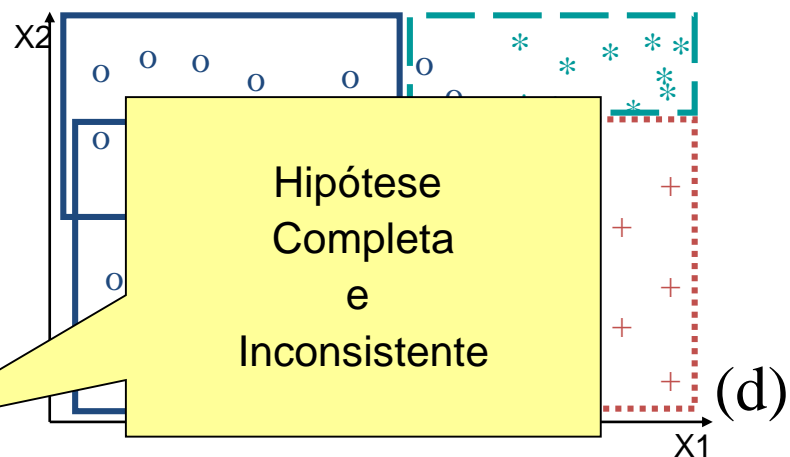 X2
Hipótese
Completa
e
Inconsistente
(d)
X1